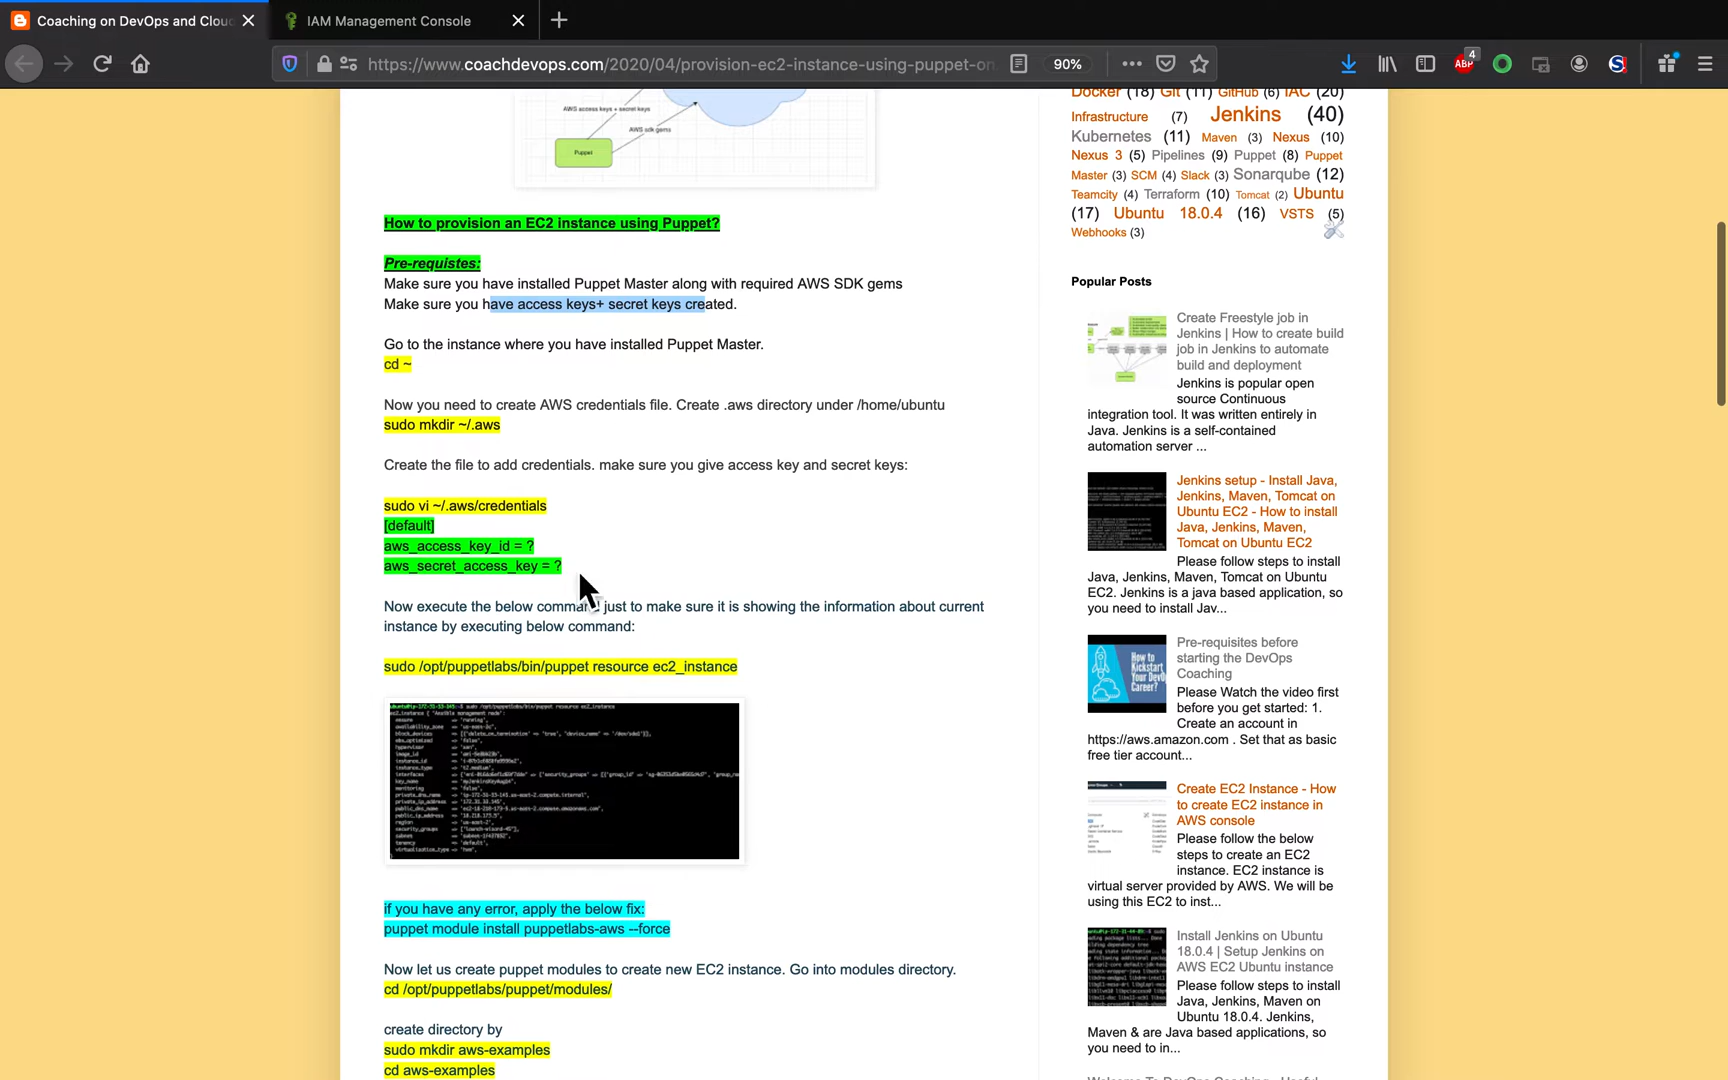 Coaching on DevOps and Clou
IAM Management Console
https://www.coachdevops.com/2020/04/provision-ec2-instance-using-puppet-on
90%
4
ABP
AWS access keys + secret keys
AWS sdk gems
Puppet
How to provision an EC2 instance using Puppet?
Pre-requistes:
Make sure you have installed Puppet Master along with required AWS SDK gems
Make sure you have access keys+ secret keys created.
Go to the instance where you have installed Puppet Master.
cd ~
Now you need to create AWS credentials file. Create .aws directory under /home/ubuntu
sudo mkdir ~/.aws
Create the file to add credentials. make sure you give access key and secret keys:
sudo vi ~/.aws/credentials
[default]
aws_access_key_id = ?
aws_secret_access_key = ?
Now execute the below command just to make sure it is showing the information about current
instance by executing below command:
sudo /opt/puppetlabs/bin/puppet resource ec2_instance
if you have any error, apply the below fix:
puppet module install puppetlabs-aws --force
Now let us create puppet modules to create new EC2 instance. Go into modules directory.
cd /opt/puppetlabs/puppet/modules/
create directory by
sudo mkdir aws-examples
cd aws-examples
Docker (18) Git (11) GitHub (6) IAC (20)
Infrastructure (7) Jenkins (40)
Kubernetes (11) Maven (3) Nexus (10)
Nexus 3 (5) Pipelines (9) Puppet (8) Puppet
Master (3) SCM (4) Slack (3) Sonarqube (12)
Teamcity (4) Terraform (10) Tomcat (2) Ubuntu
(17) Ubuntu 18.0.4 (16) VSTS (5)
Webhooks (3)
Popular Posts
Create Freestyle job in
Jenkins | How to create build
job in Jenkins to automate
build and deployment
Jenkins is popular open
source Continuous
integration tool. It was written entirely in
Java. Jenkins is a self-contained
automation server ...
Jenkins setup - Install Java,
Jenkins, Maven, Tomcat on
Ubuntu EC2 - How to install
Java, Jenkins, Maven,
Tomcat on Ubuntu EC2
Please follow steps to install
Java, Jenkins, Maven, Tomcat on Ubuntu
EC2. Jenkins is a java based application, so
you need to install Jav...
How to
Kickstart
Your DevOps
Career?
Pre-requisites before
starting the DevOps
Coaching
Please Watch the video first
before you get started: 1.
Create an account in
https://aws.amazon.com . Set that as basic
free tier account...
Create EC2 Instance - How
to create EC2 instance in
AWS console
Please follow the below
steps to create an EC2
instance. EC2 instance is
virtual server provided by AWS. We will be
using this EC2 to inst...
Install Jenkins on Ubuntu
18.0.4 | Setup Jenkins on
AWS EC2 Ubuntu instance
Please follow steps to install
Java, Jenkins, Maven on
Ubuntu 18.0.4. Jenkins,
Maven & are Java based applications, so
you need to in...